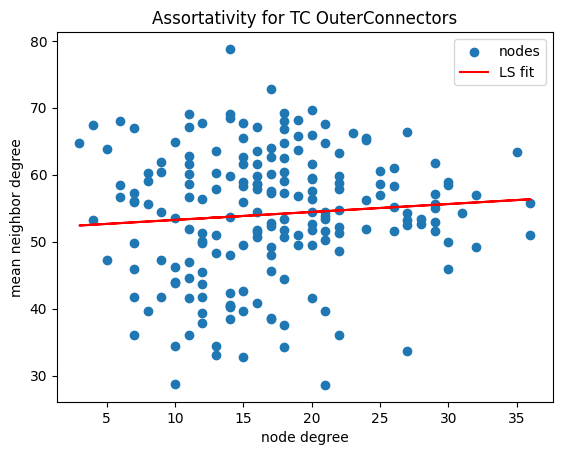 Assortativity for TC OuterConnectors
nodes
LS fit
mean neighbor degree
80
70
60
50
40
30
5 10 15 20 25 30 35
node degree